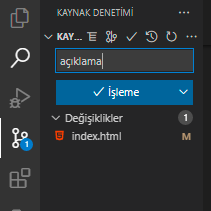 KAYNAK DENETİMİ
KAY...
açıklama
İşleme
Değişiklikler 1
index.html M
1